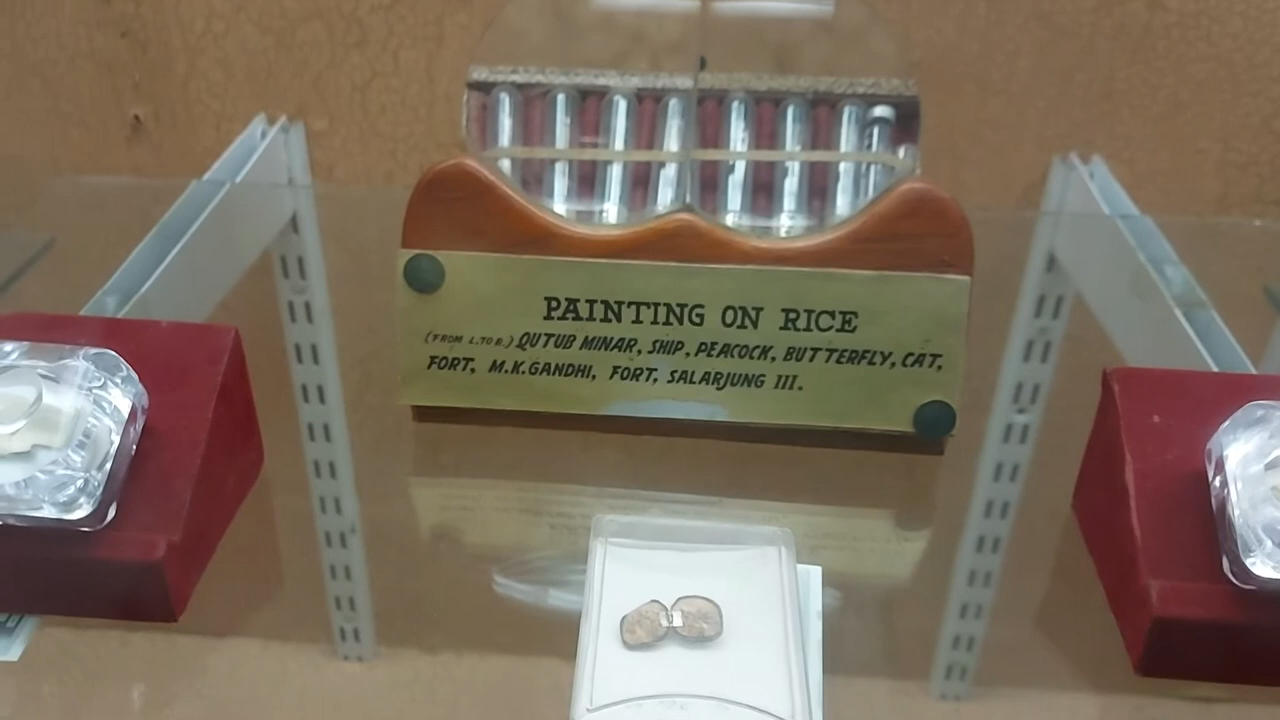 PAINTING ON RICE
(FROM L.TO R.) QUTUB MINAR, SHIP, PEACOCK, BUTTERFLY, CAT,
FORT, M.K.GANDHI, FORT, SALARJUNG III.